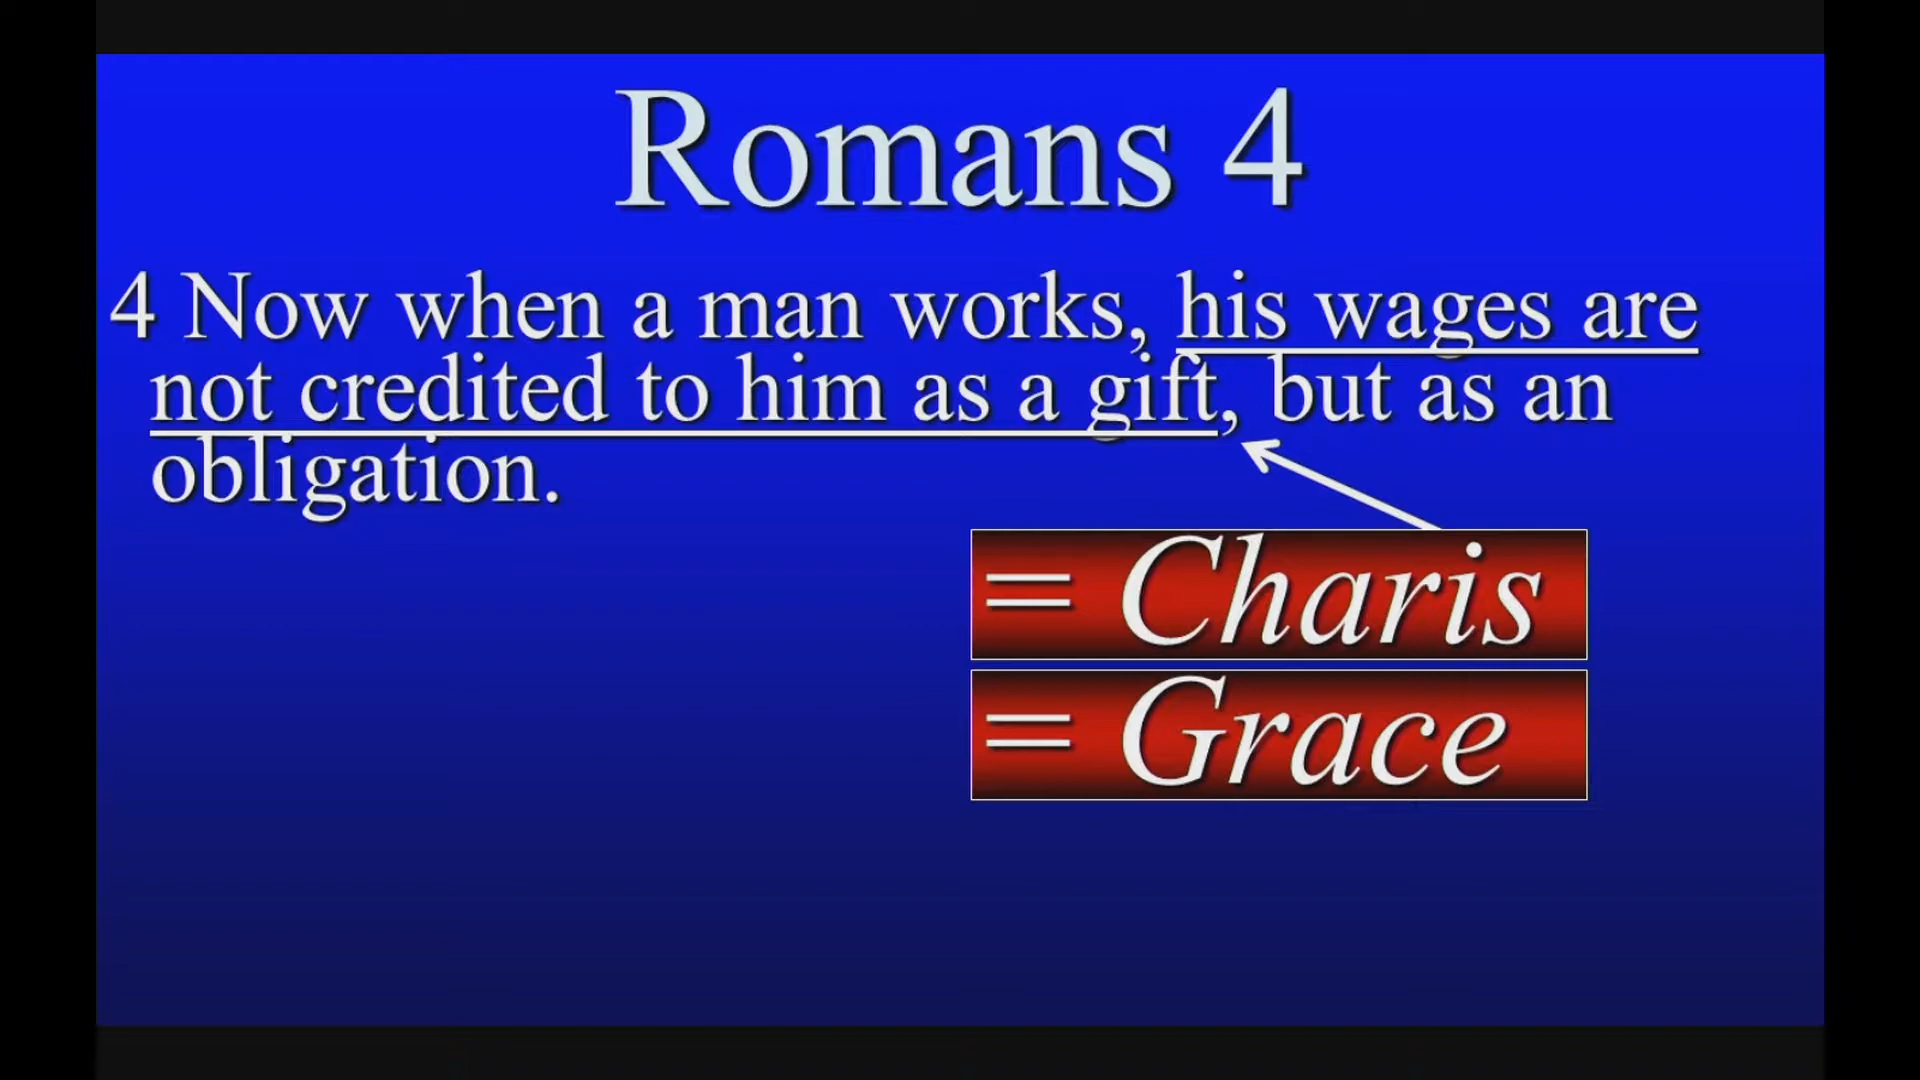 Romans 4
4 Now when a man works, his wages are
not credited to him as a gift, but as an
obligation.
= Charis
= Grace